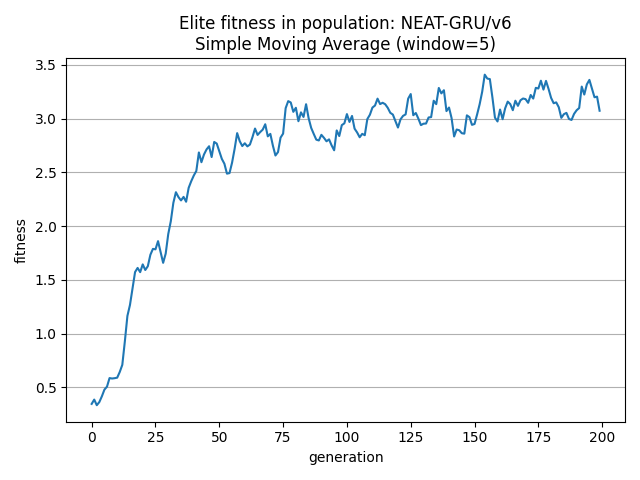 Elite fitness in population: NEAT-GRU/v6
Simple Moving Average (window=5)
3.5
3.0
2.5
2.0
1.5
1.0
0.5
fitness
0 25 50 75 100 125 150 175 200
generation